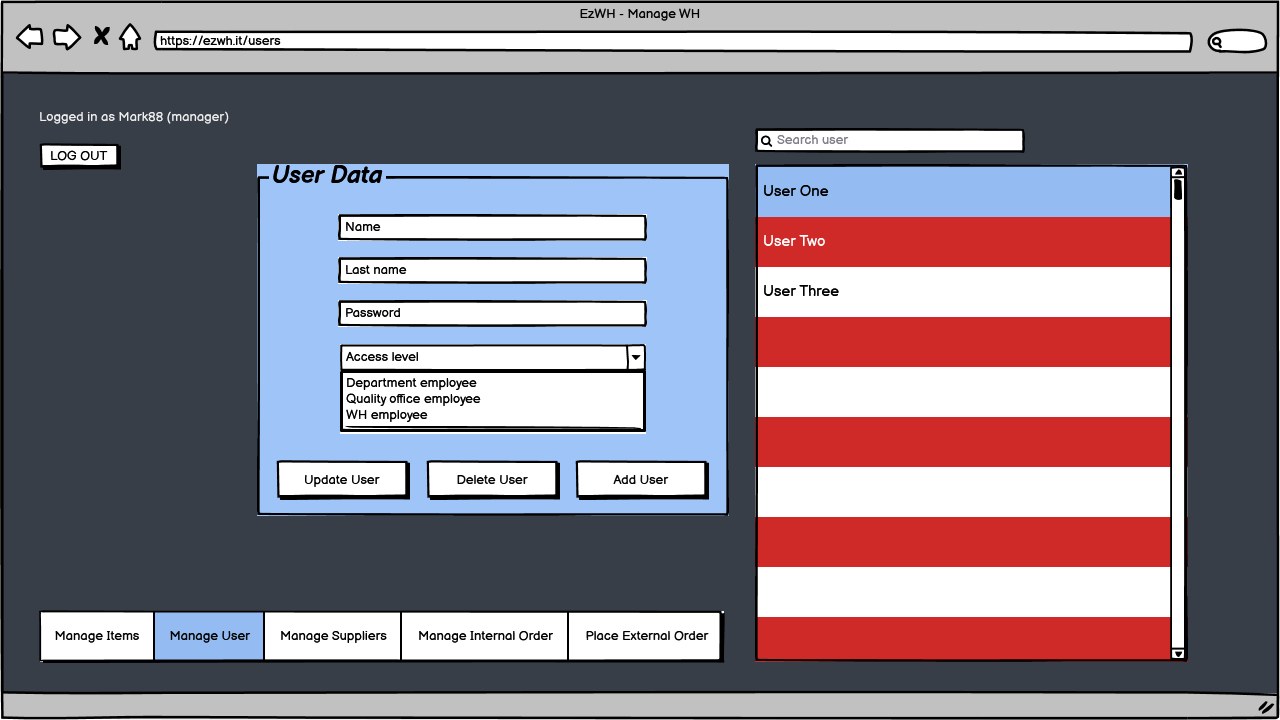 EzWH - Manage WH
https://ezwh.it/users
Logged in as Mark88 (manager)
LOG OUT
Search user
User Data
Name
Last name
Password
Access level
Department employee
Quality office employee
WH employee
Update User
Delete User
Add User
User One
User Two
User Three
Manage Items
Manage User
Manage Suppliers
Manage Internal Order
Place External Order